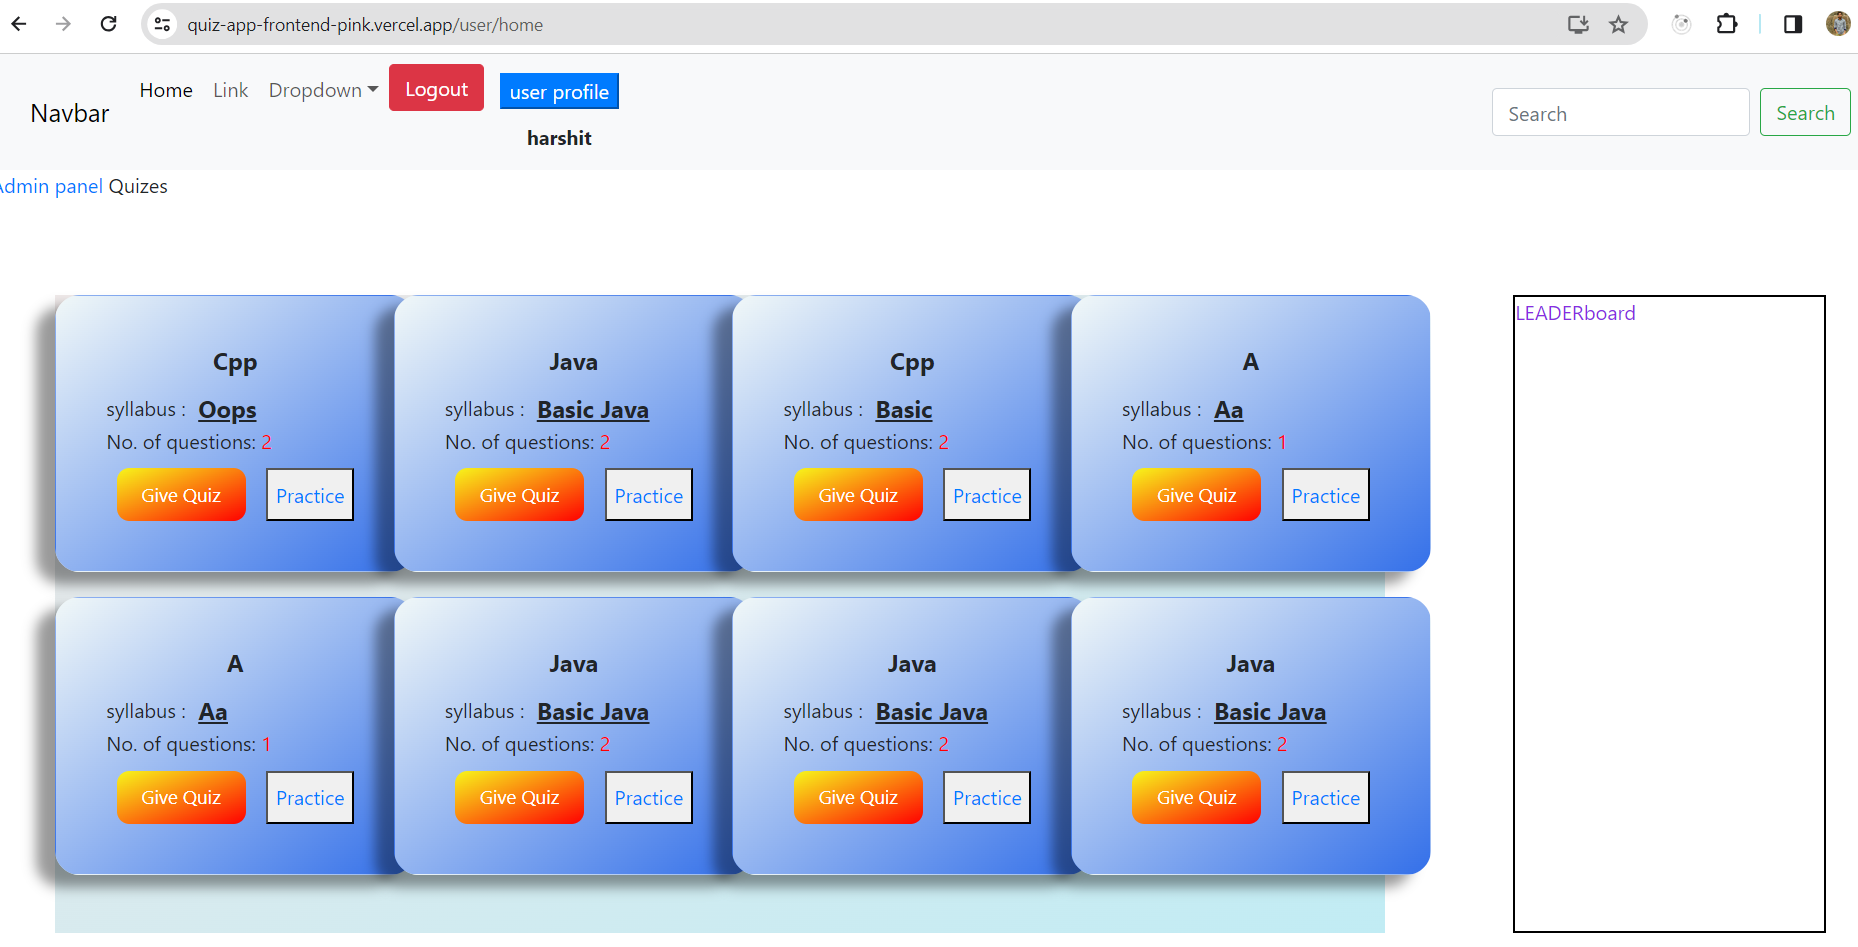 quiz-app-frontend-pink.vercel.app/user/home
Navbar Home Link Dropdown Logout user profile Search Search
harshit
Admin panel Quizes
Cpp Java Cpp A LEADERboard
syllabus : Oops syllabus : Basic Java syllabus : Basic syllabus : Aa
No. of questions: 2 No. of questions: 2 No. of questions: 2 No. of questions: 1
Give Quiz Practice Give Quiz Practice Give Quiz Practice Give Quiz Practice
A Java Java Java
syllabus : Aa syllabus : Basic Java syllabus : Basic Java syllabus : Basic Java
No. of questions: 1 No. of questions: 2 No. of questions: 2 No. of questions: 2
Give Quiz Practice Give Quiz Practice Give Quiz Practice Give Quiz Practice